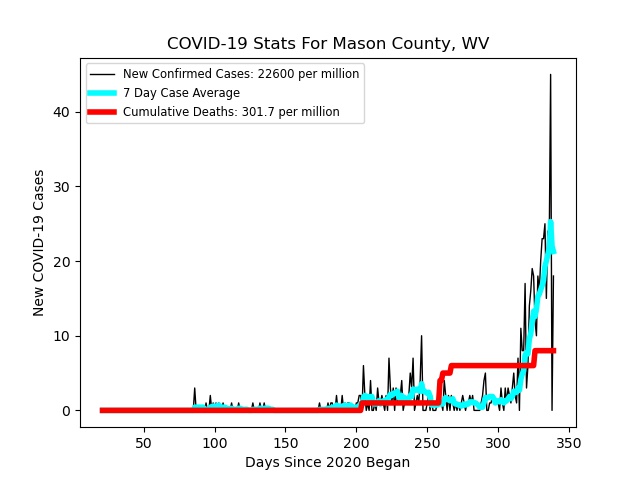 COVID-19 Stats For Mason County, WV
New Confirmed Cases: 22600 per million
7 Day Case Average
Cumulative Deaths: 301.7 per million
New COVID-19 Cases
40
30
20
10
0
50 100 150 200 250 300 350
Days Since 2020 Began